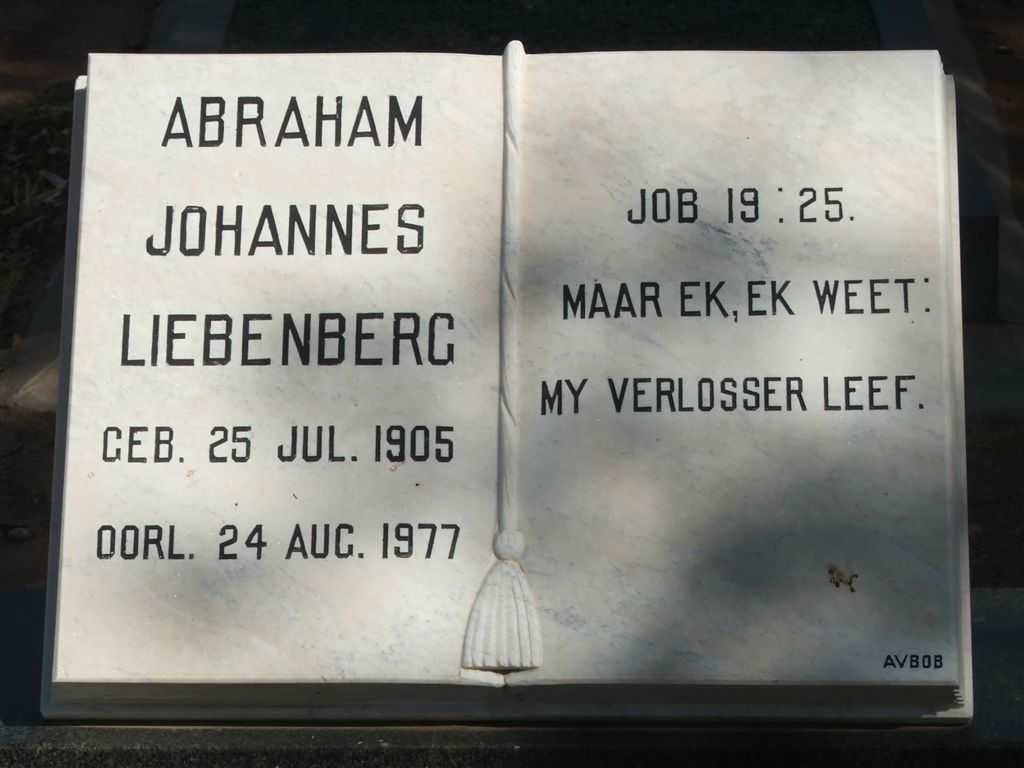 ABRAHAM
JOHANNES
LIEBENBERG
GEB. 25 JUL. 1905
OORL. 24 AUG. 1977
JOB 19:25.
MAAR EK, EK WEET:
MY VERLOSSER LEEF.
AVBOB